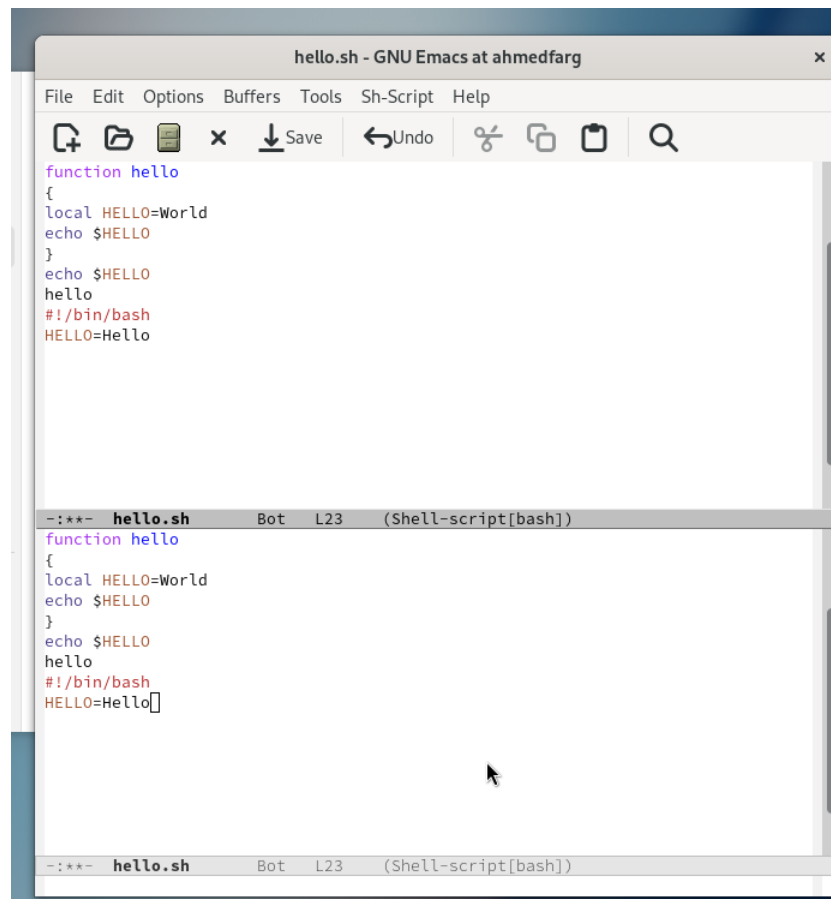 hello.sh - GNU Emacs at ahmedfarg ×
File Edit Options Buffers Tools Sh-Script Help
Save Undo
function hello
{
local HELLO=World
echo $HELLO
}
echo $HELLO
hello
#!/bin/bash
HELLO=Hello
-:**- hello.sh Bot L23 (Shell-script[bash])
function hello
{
local HELLO=World
echo $HELLO
}
echo $HELLO
hello
#!/bin/bash
HELLO=Hello
-:**- hello.sh Bot L23 (Shell-script[bash])